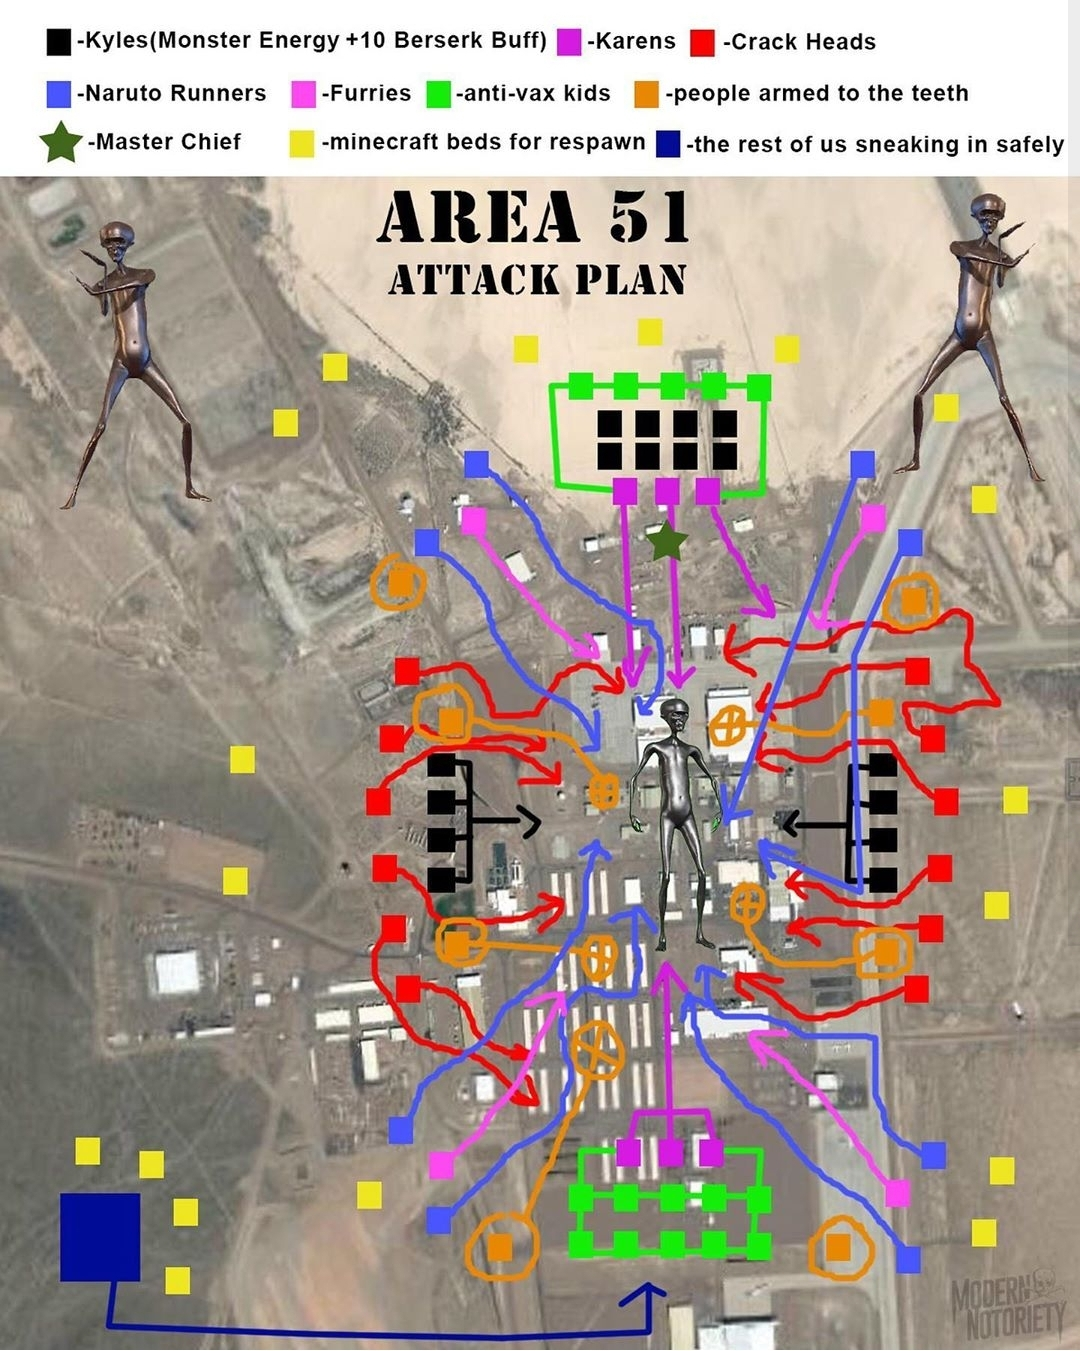 -Kyles(Monster Energy +10 Berserk Buff) -Karens -Crack Heads
-Naruto Runners -Furries -anti-vax kids -people armed to the teeth
-Master Chief -minecraft beds for respawn -the rest of us sneaking in safely
AREA 51
ATTACK PLAN
MODERN
NOTORIETY